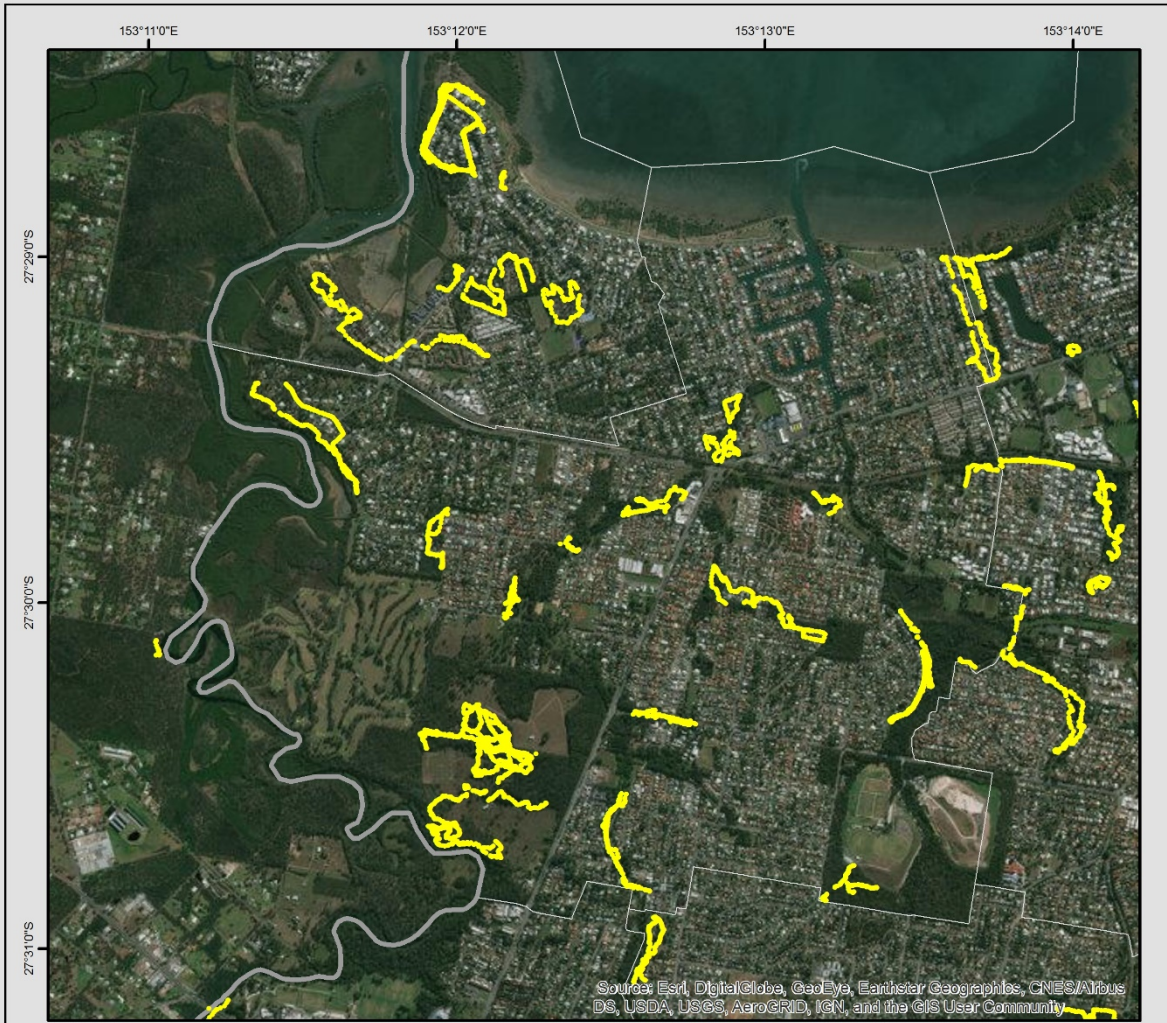 153°11'0"E
153°12'0"E
153°13'0"E
153°14'0"E
27°29'0"S
27°30'0"S
27°31'0"S
Source: Esri, DigitalGlobe, GeoEye, Earthstar Geographics, CNES/Airbus
DS, USDA, USGS, AeroGRID, IGN, and the GIS User Community